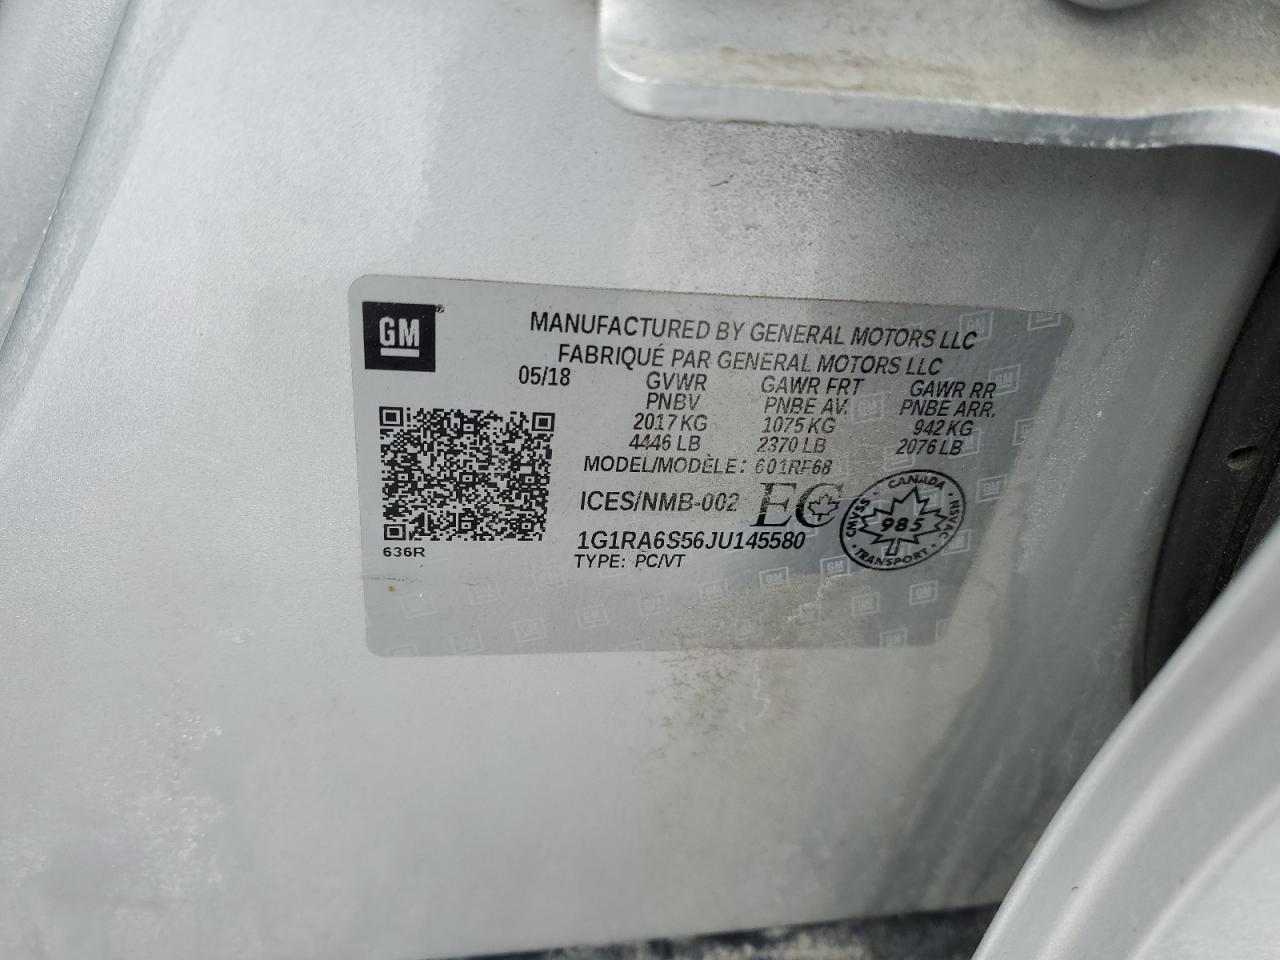 GM®
MANUFACTURED BY GENERAL MOTORS LLC
FABRIQUÉ PAR GENERAL MOTORS LLC
05/18 GVWR GAWR FRT GAWR RR
PNBV PNBE AV. PNBE ARR.
2017 KG 1075 KG 942 KG
4446 LB 2370 LB 2076 LB
MODEL/MODÈLE: 601RF68
ICES/NMB-002 EC
1G1RA6S56JU145580
TYPE: PC/VT
636R
CANADA
CMVSS - NSVAC
985
TRANSPORT